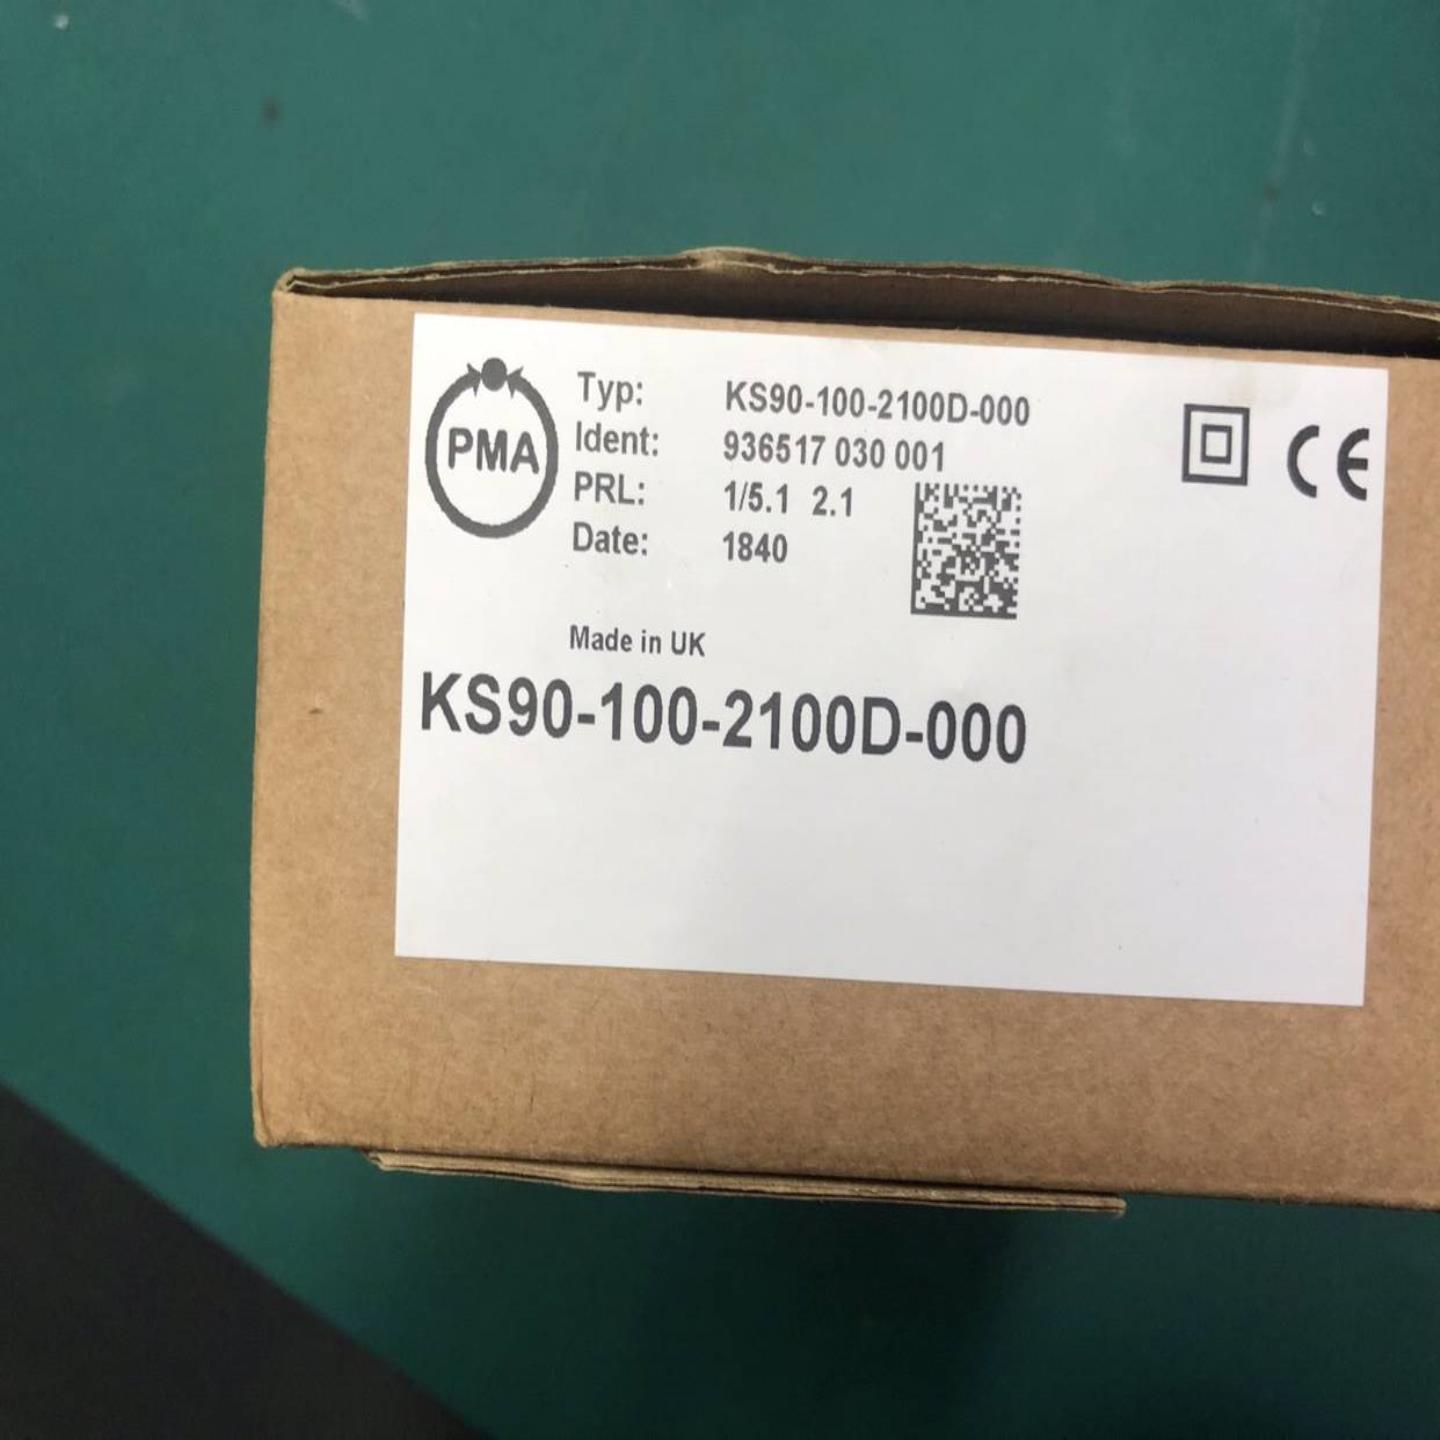 PMA
Typ: KS90-100-2100D-000
Ident: 936517 030 001
PRL: 1/5.1 2.1
Date: 1840
CE
Made in UK
KS90-100-2100D-000